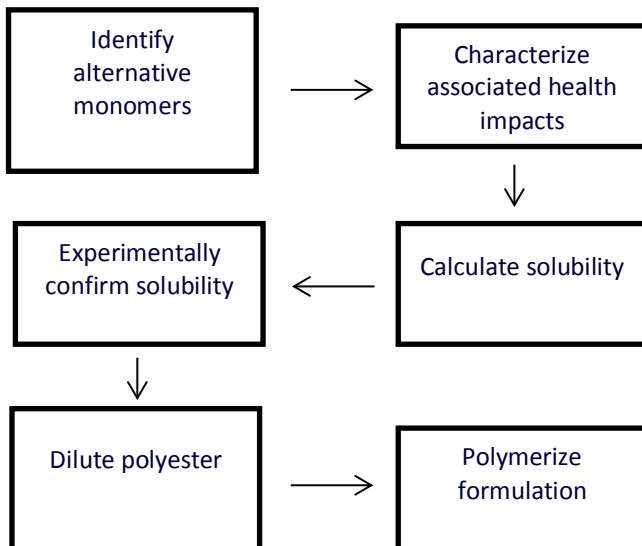 Identify
alternative
monomers
Characterize
associated health
impacts
Calculate solubility
Experimentally
confirm solubility
Dilute polyester
Polymerize
formulation